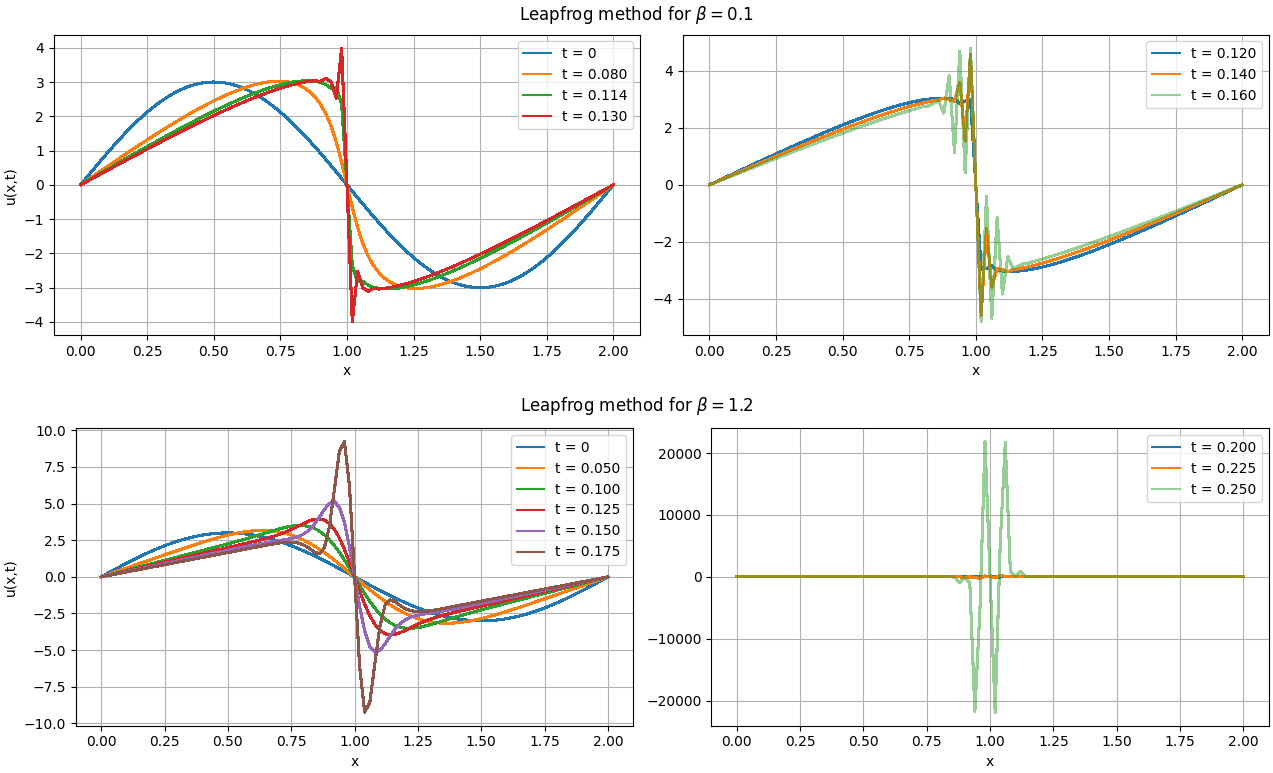 Leapfrog method for β = 0.1
u(x,t)
4
3
2
1
0
−1
−2
−3
−4
t = 0
t = 0.080
t = 0.114
t = 0.130
0.00 0.25 0.50 0.75 1.00 1.25 1.50 1.75 2.00
x
4
2
0
−2
−4
t = 0.120
t = 0.140
t = 0.160
0.00 0.25 0.50 0.75 1.00 1.25 1.50 1.75 2.00
x
Leapfrog method for β = 1.2
u(x,t)
10.0
7.5
5.0
2.5
0.0
−2.5
−5.0
−7.5
−10.0
t = 0
t = 0.050
t = 0.100
t = 0.125
t = 0.150
t = 0.175
0.00 0.25 0.50 0.75 1.00 1.25 1.50 1.75 2.00
x
20000
10000
0
−10000
−20000
t = 0.200
t = 0.225
t = 0.250
0.00 0.25 0.50 0.75 1.00 1.25 1.50 1.75 2.00
x